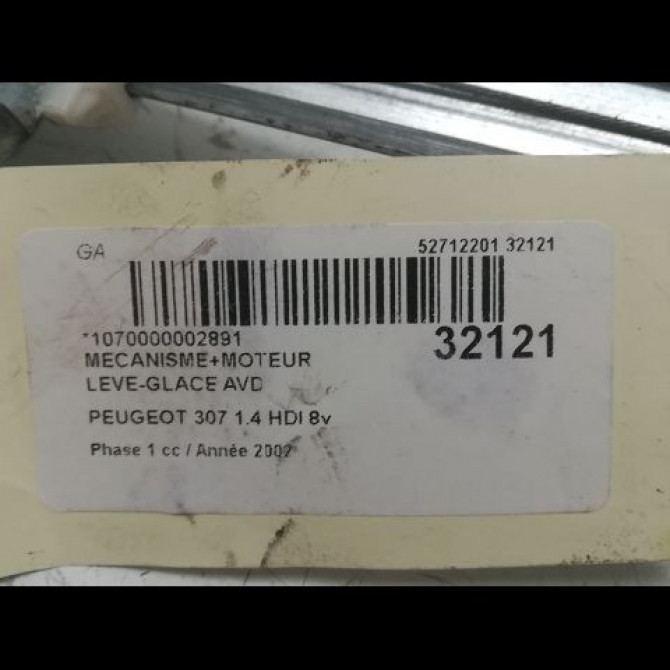 GA 52712201 32121
*1070000002891 32121
MECANISME+MOTEUR
LEVE-GLACE AVD
PEUGEOT 307 1.4 HDI 8v
Phase 1 cc / Année 2002